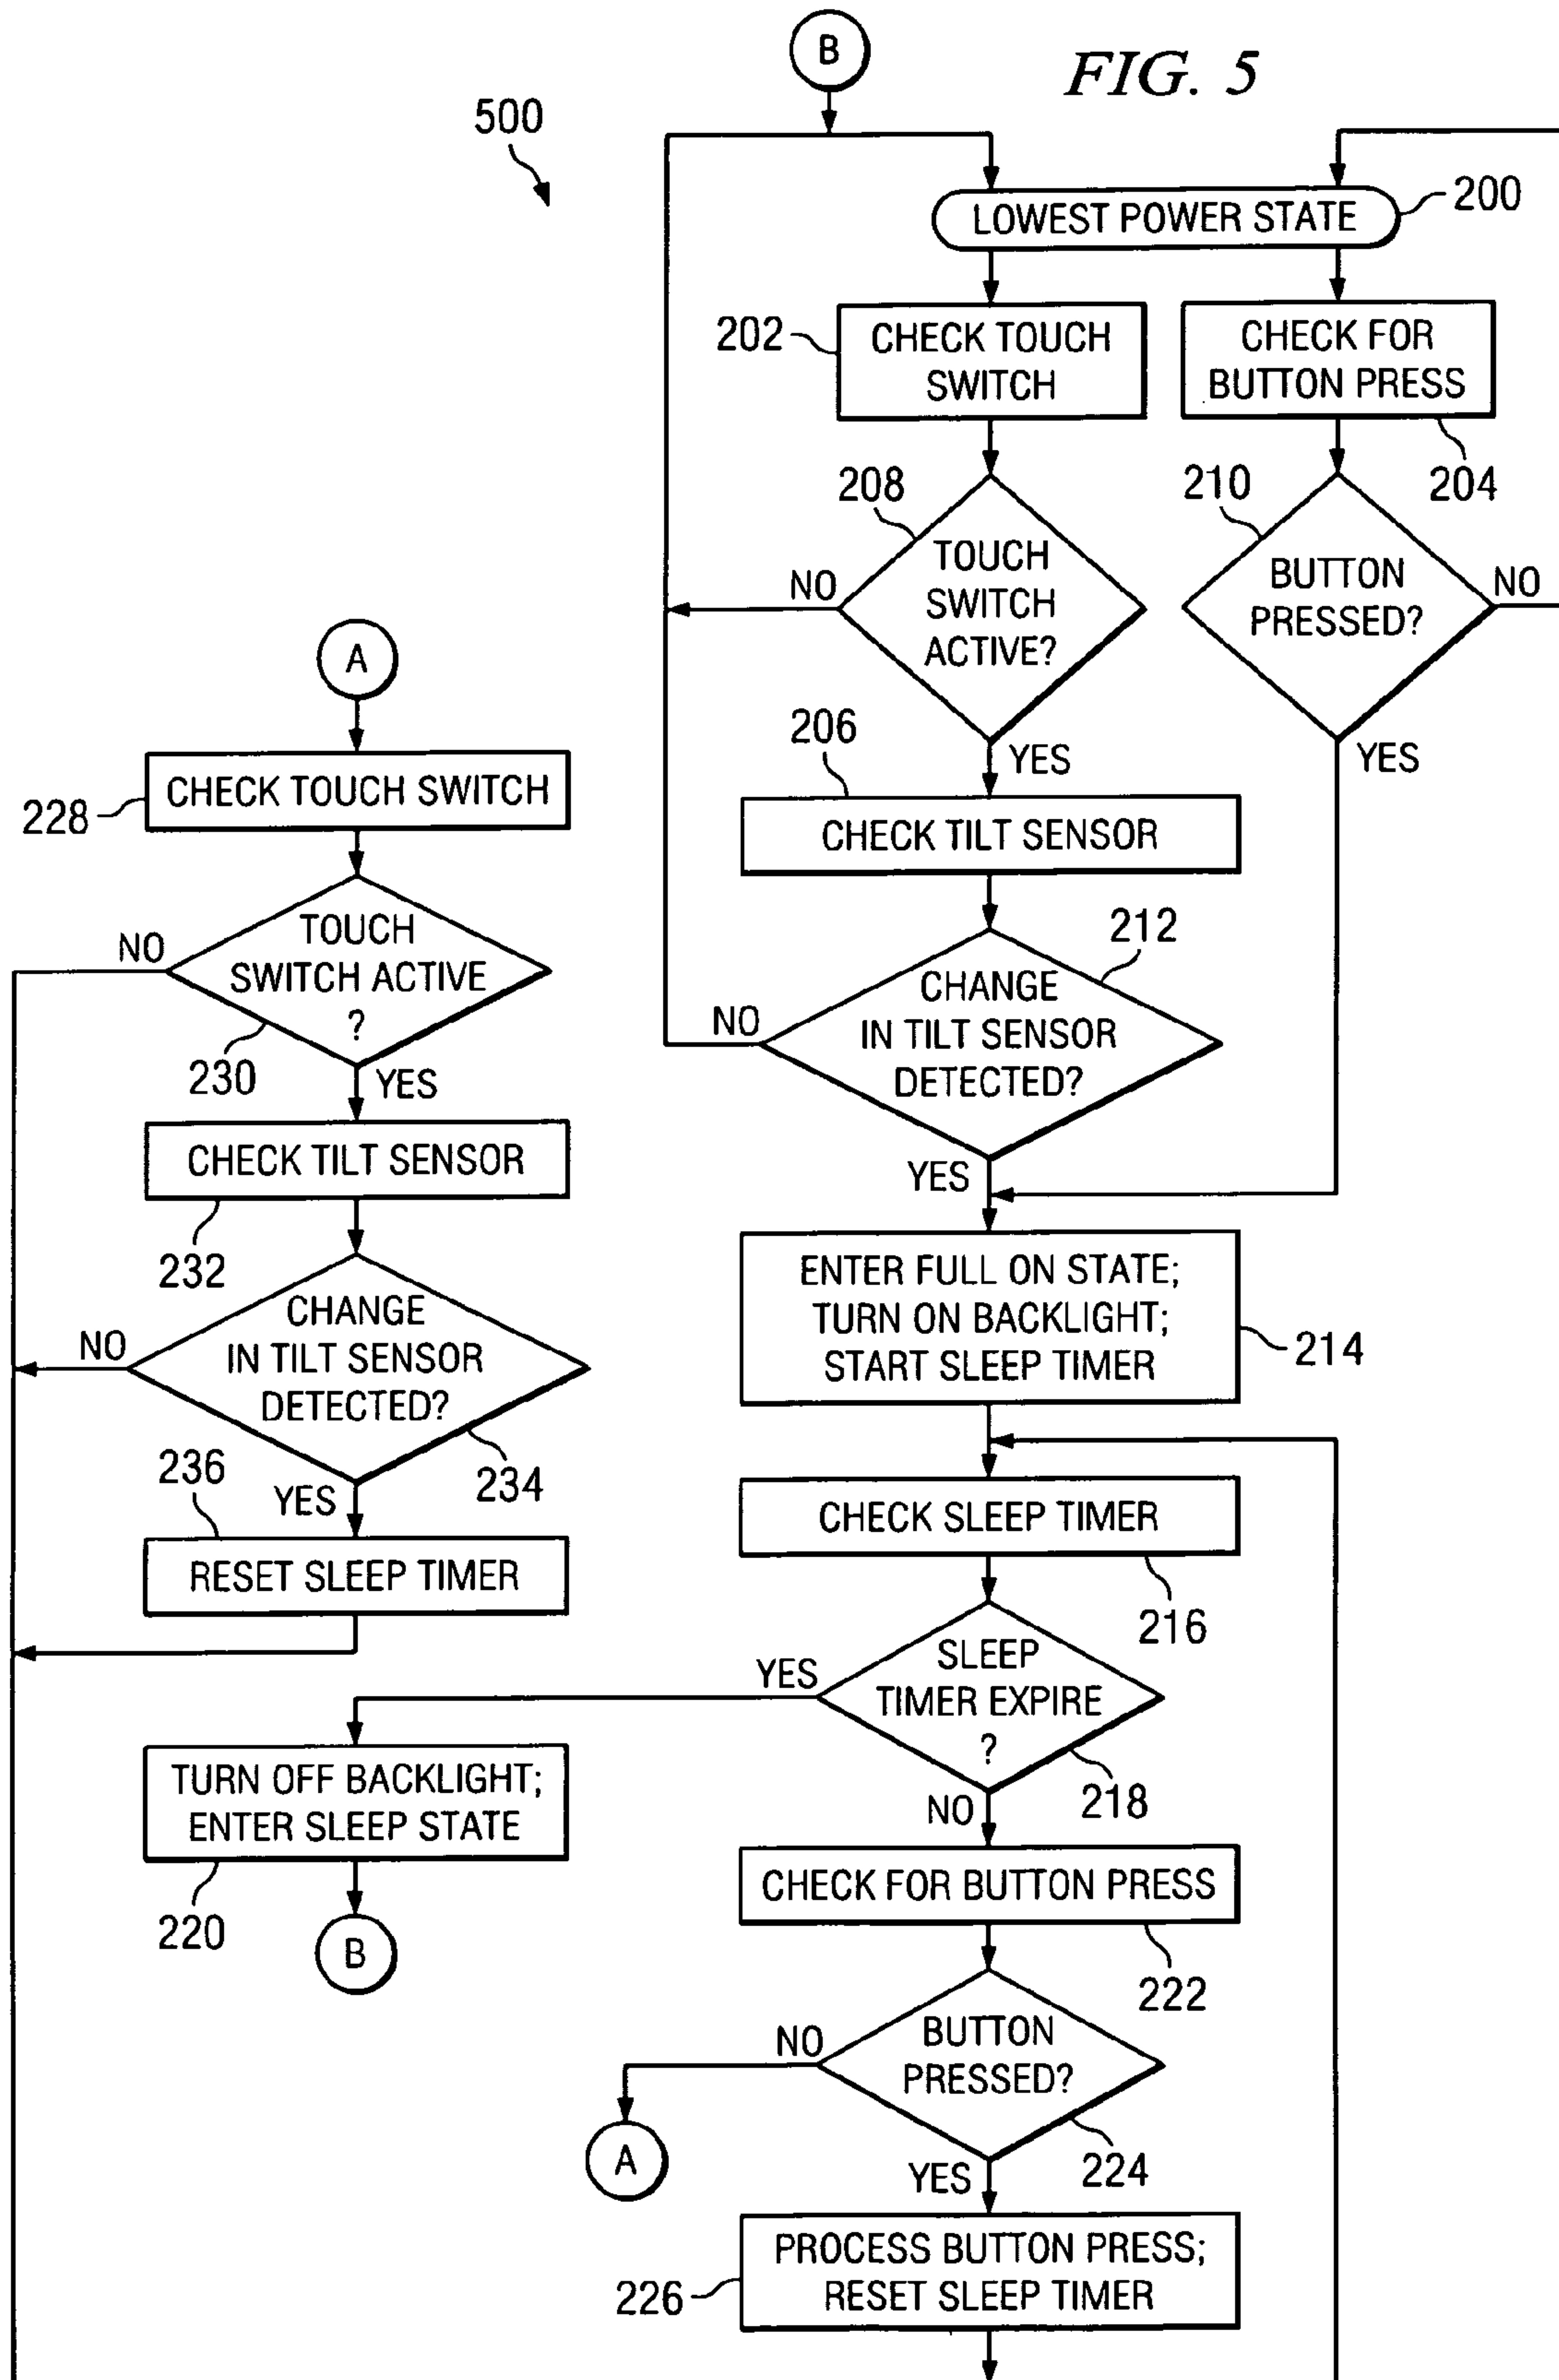 B
FIG. 5
500
LOWEST POWER STATE
200
202
CHECK TOUCH
SWITCH
CHECK FOR
BUTTON PRESS
204
208
TOUCH
SWITCH
ACTIVE?
NO
YES
210
BUTTON
PRESSED?
NO
YES
206
CHECK TILT SENSOR
212
CHANGE
IN TILT SENSOR
DETECTED?
NO
YES
ENTER FULL ON STATE;
TURN ON BACKLIGHT;
START SLEEP TIMER
214
CHECK SLEEP TIMER
216
SLEEP
TIMER EXPIRE
?
YES
NO
218
TURN OFF BACKLIGHT;
ENTER SLEEP STATE
220
B
CHECK FOR BUTTON PRESS
222
BUTTON
PRESSED?
NO
A
224
YES
PROCESS BUTTON PRESS;
RESET SLEEP TIMER
226
A
CHECK TOUCH SWITCH
228
TOUCH
SWITCH ACTIVE
?
NO
230
YES
CHECK TILT SENSOR
232
CHANGE
IN TILT SENSOR
DETECTED?
NO
234
YES
236
RESET SLEEP TIMER